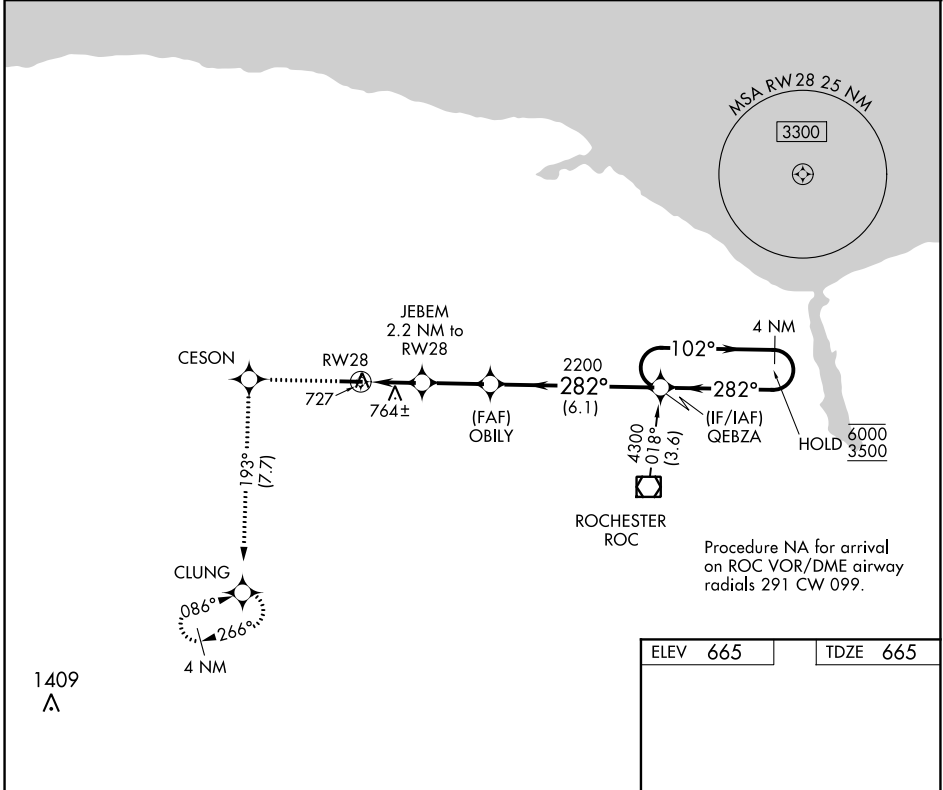 MSA RW28 25 NM
3300
JEBEM
2.2 NM to
RW28
4 NM
CESON
RW28
2200
102°
727
764±
282°
282°
(6.1)
(FAF)
OBILY
(IF/IAF)
QEBZA
HOLD
6000
3500
4300
018°
(3.6)
193°
(7.7)
ROCHESTER
ROC
Procedure NA for arrival
on ROC VOR/DME airway
radials 291 CW 099.
CLUNG
086°
266°
4 NM
1409
ELEV 665
TDZE 665